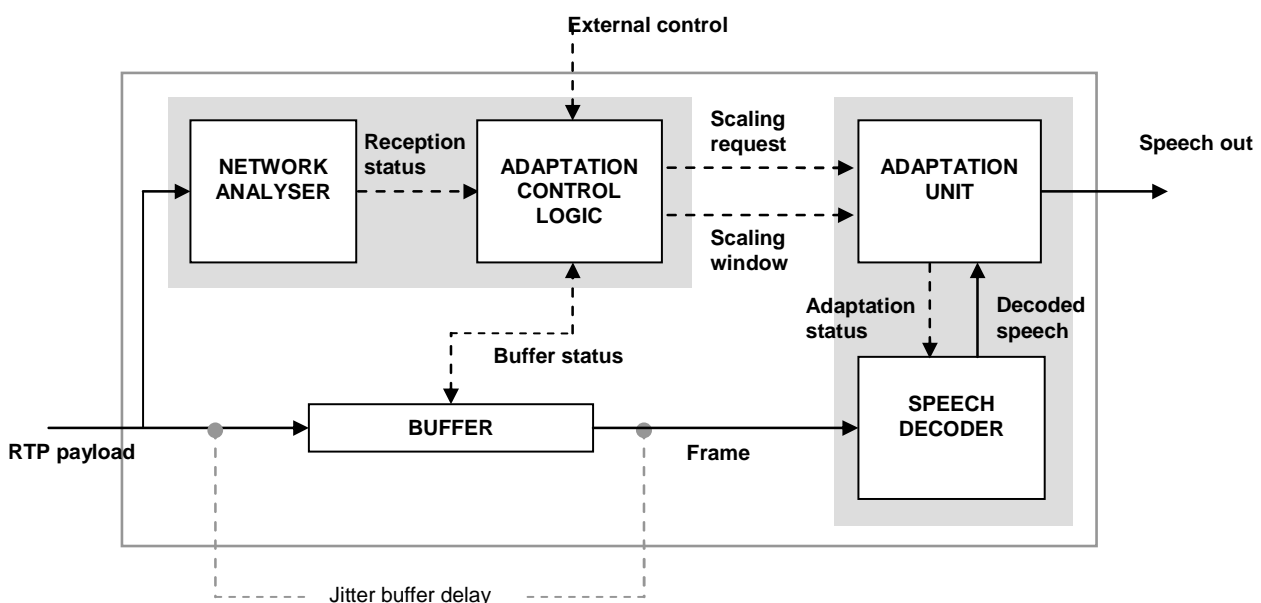 External control
Reception
status
NETWORK
ANALYSER
ADAPTATION
CONTROL
LOGIC
Scaling
request
Scaling
window
ADAPTATION
UNIT
Speech out
Adaptation
status
Decoded
speech
Buffer status
BUFFER
SPEECH
DECODER
RTP payload
Frame
Jitter buffer delay